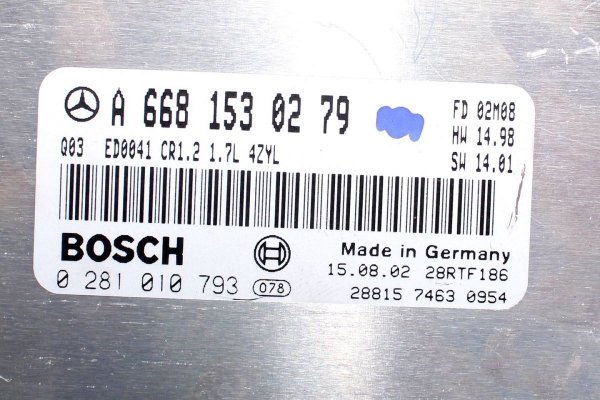 A 668 153 02 79
FD 02M08
HW 14.98
SW 14.01
Q03 ED0041 CR1.2 1.7L 4ZYL
BOSCH
Made in Germany
15.08.02 28RTF186
0 281 010 793 078
28815 7463 0954